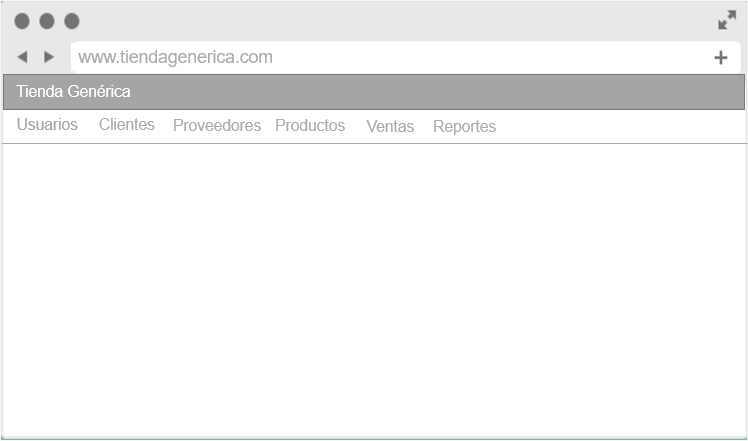 www.tiendagenerica.com
Tienda Genérica
Usuarios Clientes Proveedores Productos Ventas Reportes